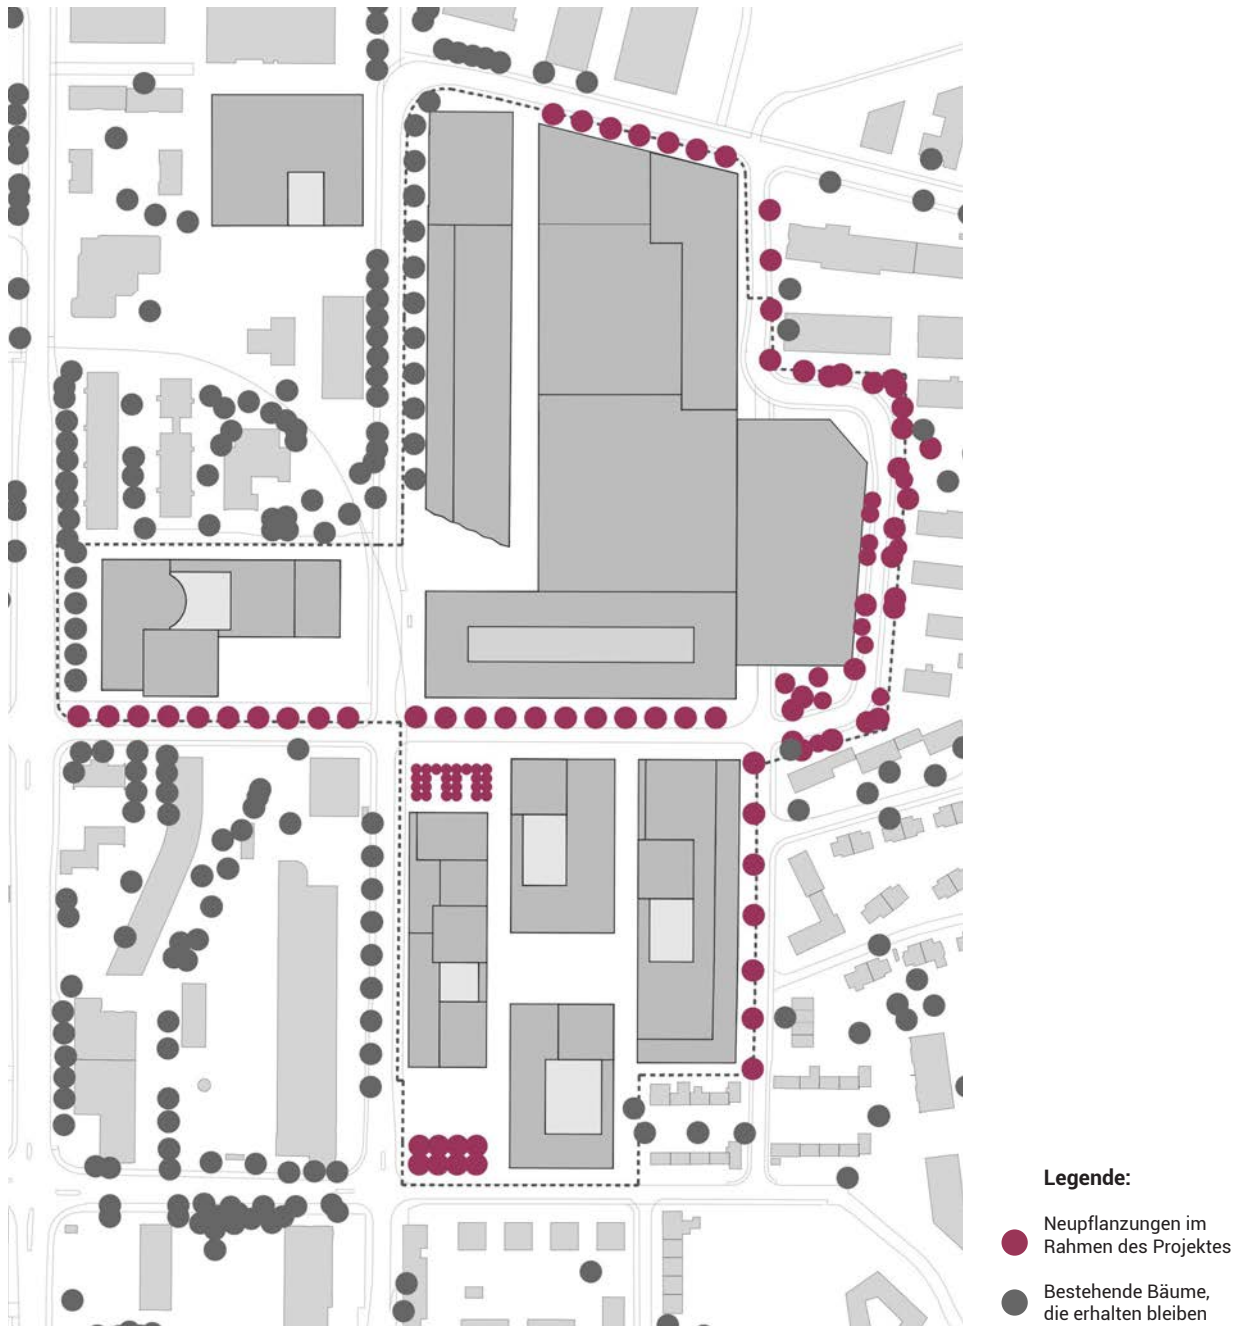 Legende:
Neupflanzungen im
Rahmen des Projektes
Bestehende Bäume,
die erhalten bleiben